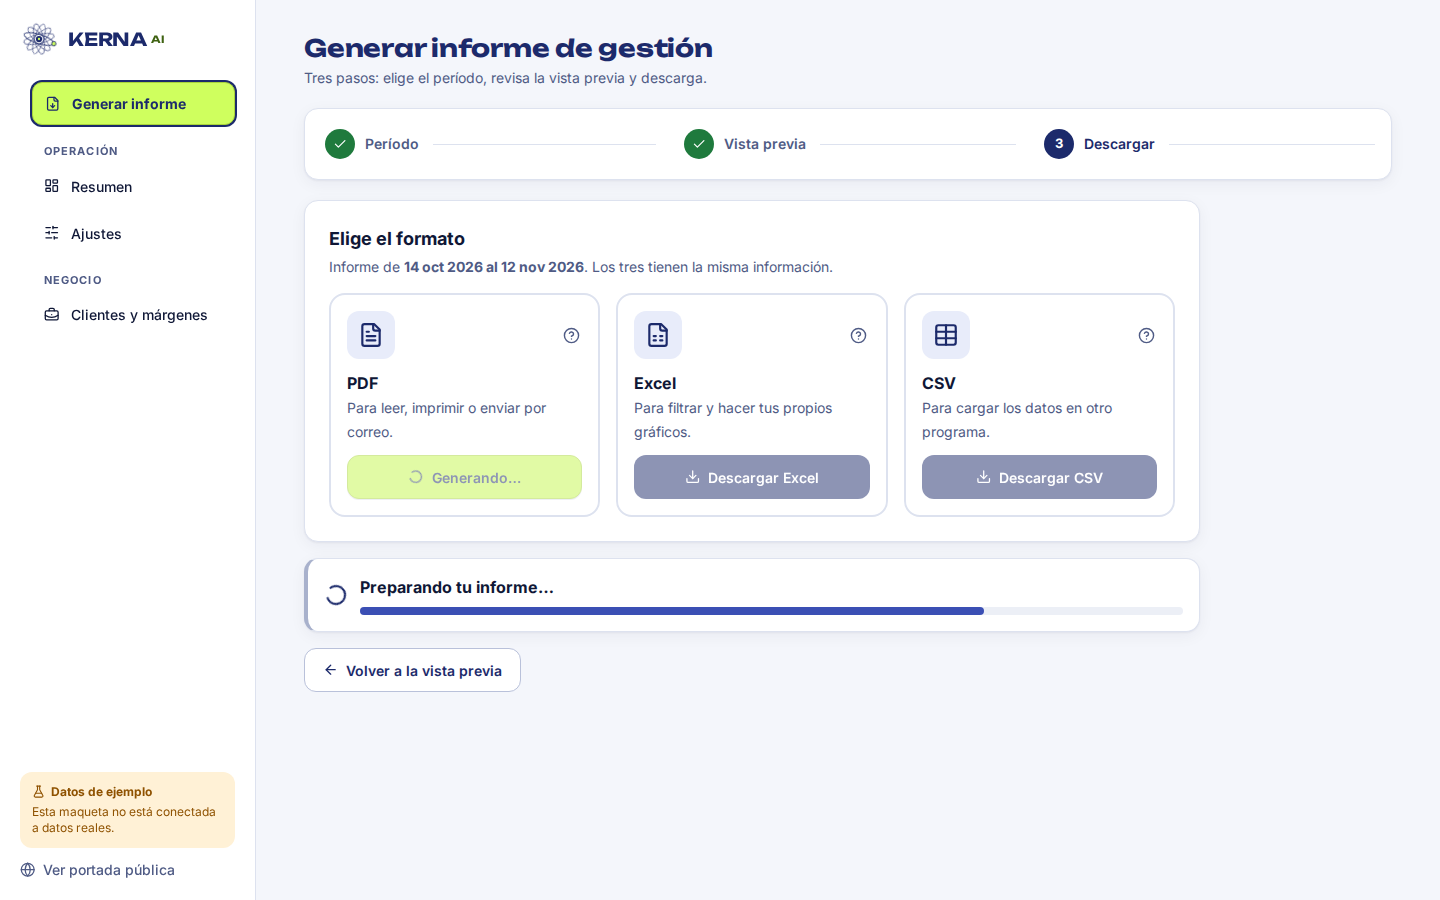 KERNA AI
Generar informe
OPERACIÓN
Resumen
Ajustes
NEGOCIO
Clientes y márgenes
Datos de ejemplo
Esta maqueta no está conectada
a datos reales.
Ver portada pública
Generar informe de gestión
Tres pasos: elige el período, revisa la vista previa y descarga.
Período
Vista previa
3 Descargar
Elige el formato
Informe de 14 oct 2026 al 12 nov 2026. Los tres tienen la misma información.
PDF
Para leer, imprimir o enviar por
correo.
Generando...
Excel
Para filtrar y hacer tus propios
gráficos.
Descargar Excel
CSV
Para cargar los datos en otro
programa.
Descargar CSV
Preparando tu informe...
Volver a la vista previa